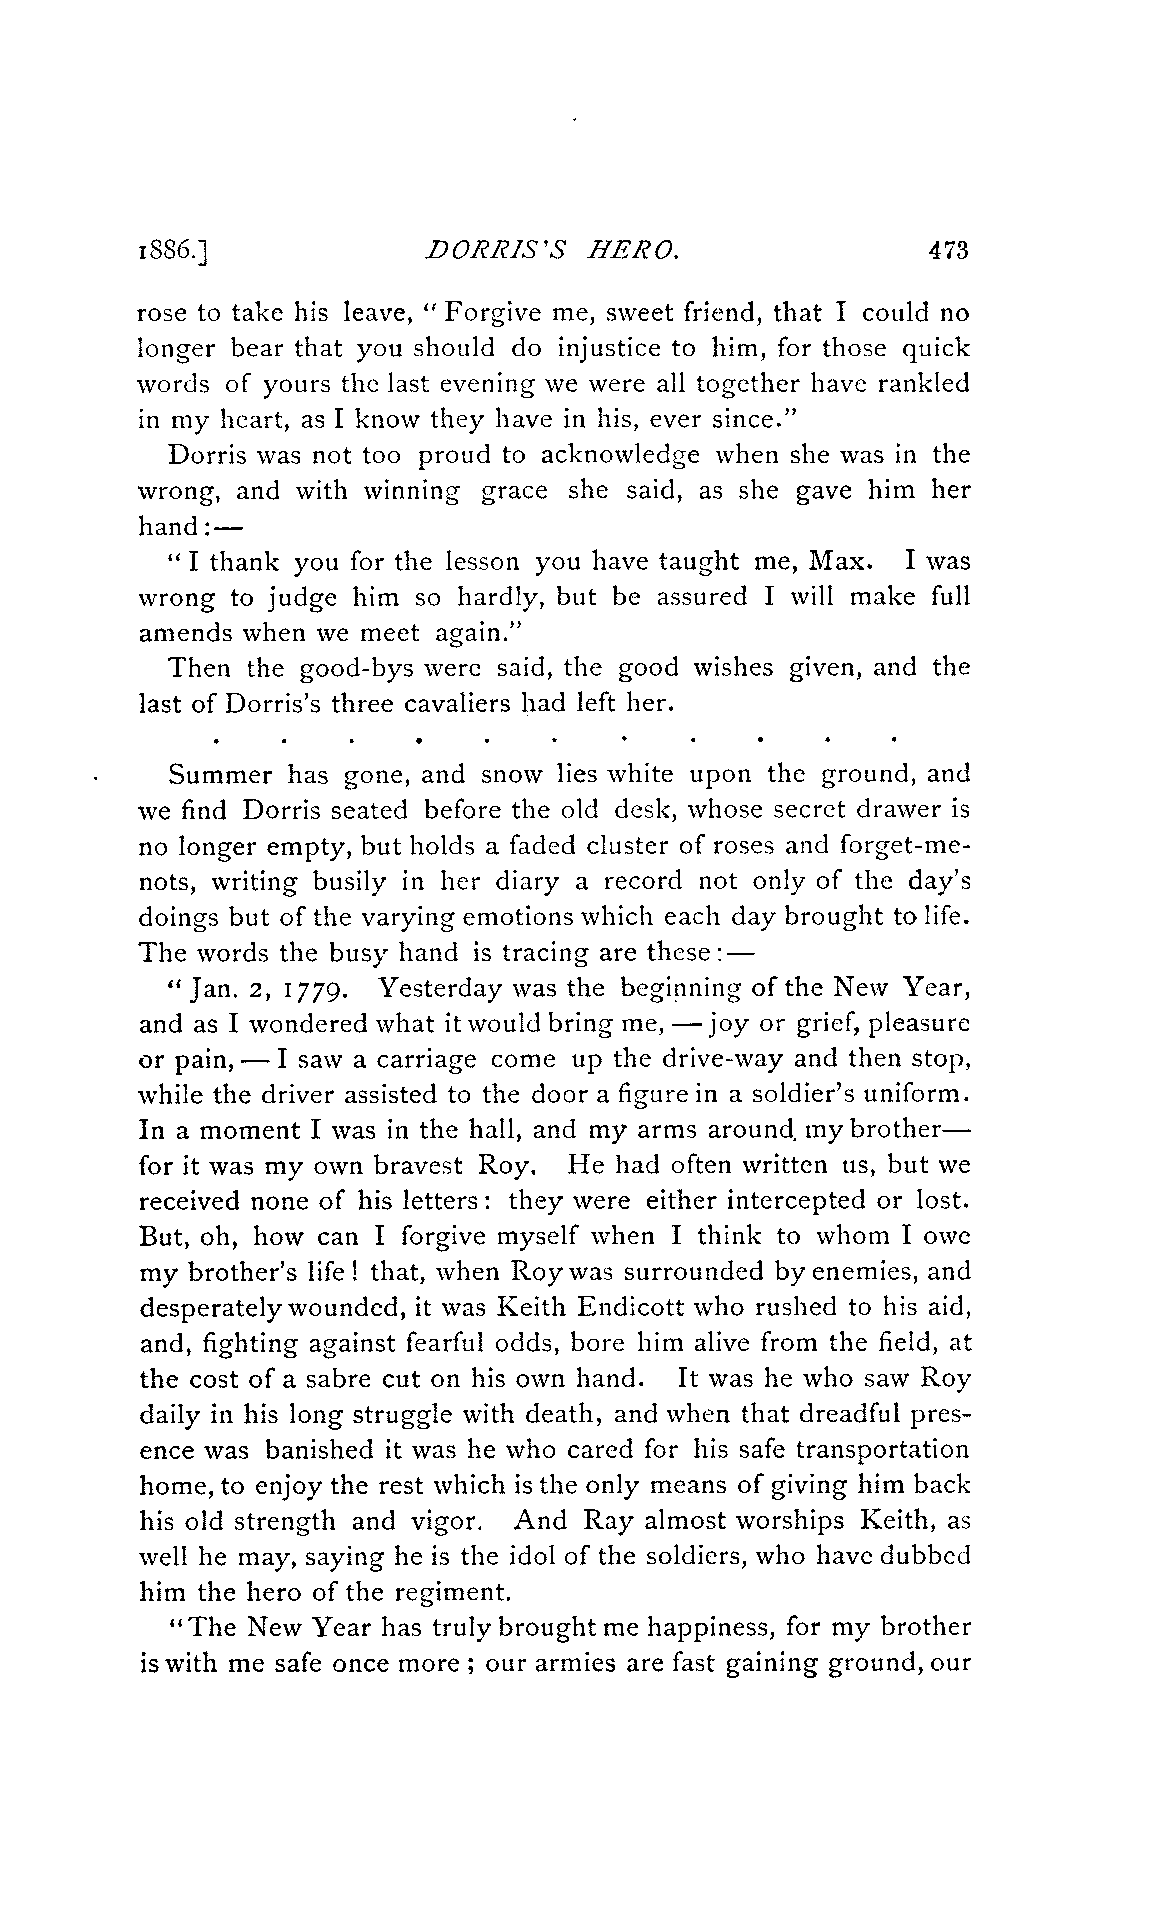 1886.] DORRIS'S HERO. 473
rose to take his leave, “ Forgive me, sweet friend, that I could no
longer bear that you should do injustice to him, for those quick
words of yours the last evening we were all together have rankled
in my heart, as I know they have in his, ever since.”
Dorris was not too proud to acknowledge when she was in the
wrong, and with winning grace she said, as she gave him her
hand :—
“ I thank you for the lesson you have taught me, Max. I was
wrong to judge him so hardly, but be assured I will make full
amends when we meet again.”
Then the good-bys were said, the good wishes given, and the
last of Dorris's three cavaliers had left her.
. . . . . . . . . . .
Summer has gone, and snow lies white upon the ground, and
we find Dorris seated before the old desk, whose secret drawer is
no longer empty, but holds a faded cluster of roses and forget-me-
nots, writing busily in her diary a record not only of the day's
doings but of the varying emotions which each day brought to life.
The words the busy hand is tracing are these :—
“ Jan. 2, 1779. Yesterday was the beginning of the New Year,
and as I wondered what it would bring me, — joy or grief, pleasure
or pain, — I saw a carriage come up the drive-way and then stop,
while the driver assisted to the door a figure in a soldier's uniform.
In a moment I was in the hall, and my arms around my brother—
for it was my own bravest Roy. He had often written us, but we
received none of his letters : they were either intercepted or lost.
But, oh, how can I forgive myself when I think to whom I owe
my brother's life ! that, when Roy was surrounded by enemies, and
desperately wounded, it was Keith Endicott who rushed to his aid,
and, fighting against fearful odds, bore him alive from the field, at
the cost of a sabre cut on his own hand. It was he who saw Roy
daily in his long struggle with death, and when that dreadful pres-
ence was banished it was he who cared for his safe transportation
home, to enjoy the rest which is the only means of giving him back
his old strength and vigor. And Ray almost worships Keith, as
well he may, saying he is the idol of the soldiers, who have dubbed
him the hero of the regiment.
“The New Year has truly brought me happiness, for my brother
is with me safe once more ; our armies are fast gaining ground, our